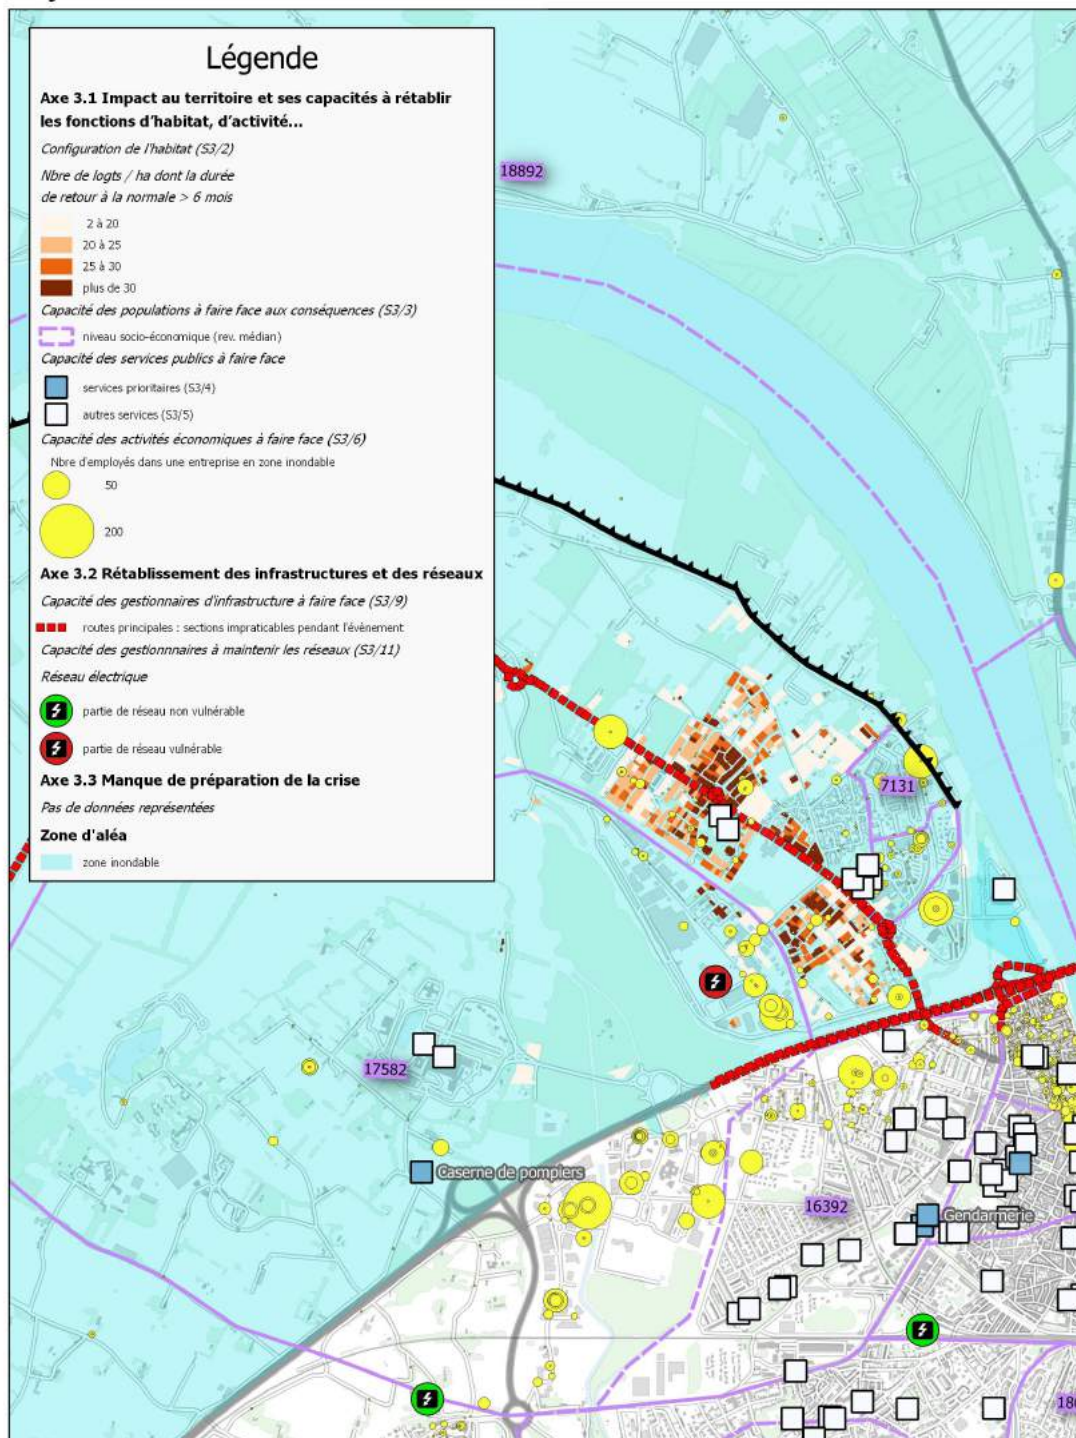 Légende
Axe 3.1 Impact au territoire et ses capacités à rétablir
les fonctions d'habitat, d'activité...
Configuration de l'habitat (S3/2)
Nbre de logts / ha dont la durée
de retour à la normale > 6 mois
2 à 20
20 à 25
25 à 30
plus de 30
Capacité des populations à faire face aux conséquences (S3/3)
niveau socio-économique (rev. médian)
Capacité des services publics à faire face
services prioritaires (S3/4)
autres services (S3/5)
Capacité des activités économiques à faire face (S3/6)
Nbre d'employés dans une entreprise en zone inondable
50
200
Axe 3.2 Rétablissement des infrastructures et des réseaux
Capacité des gestionnaires d'infrastructure à faire face (S3/9)
routes principales : sections impraticables pendant l'évènement
Capacité des gestionnnaires à maintenir les réseaux (S3/11)
Réseau électrique
partie de réseau non vulnérable
partie de réseau vulnérable
Axe 3.3 Manque de préparation de la crise
Pas de données représentées
Zone d'aléa
zone inondable
18892
7131
17582
Caserne de pompiers
16392
Gendarmerie